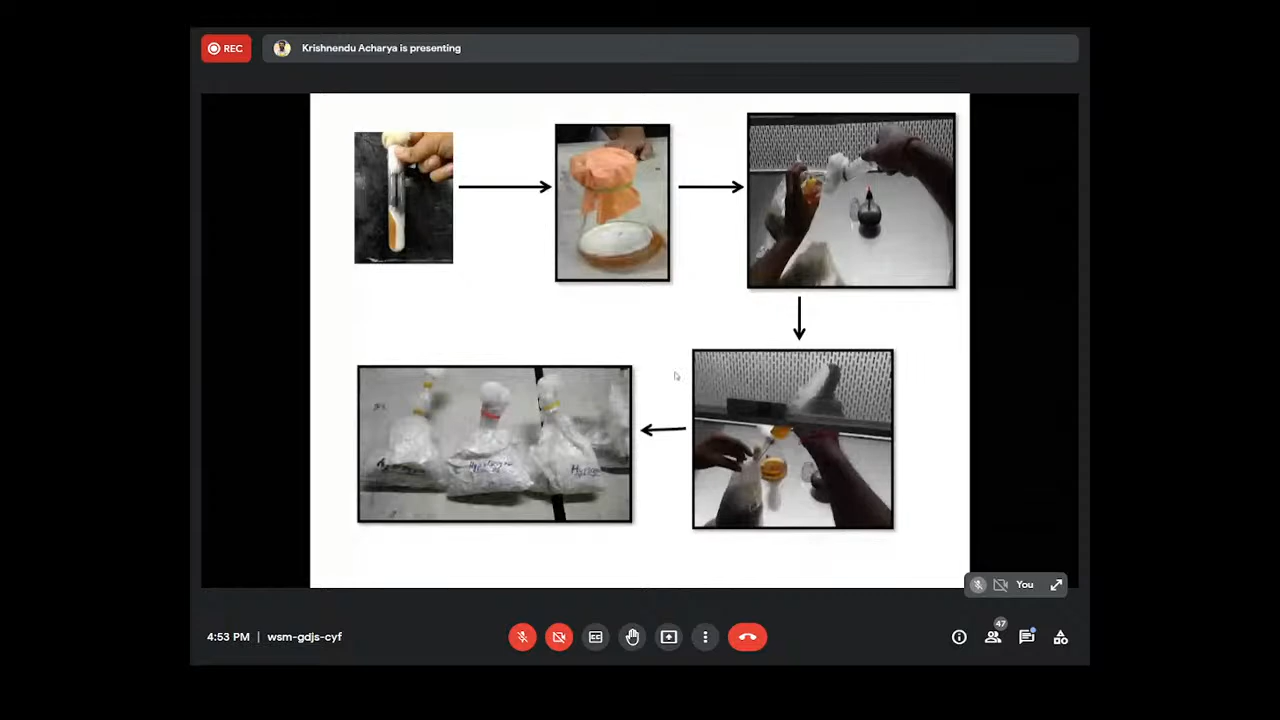 REC
Krishnendu Acharya is presenting
You
4:53 PM | wsm-gdjs-cyf
47